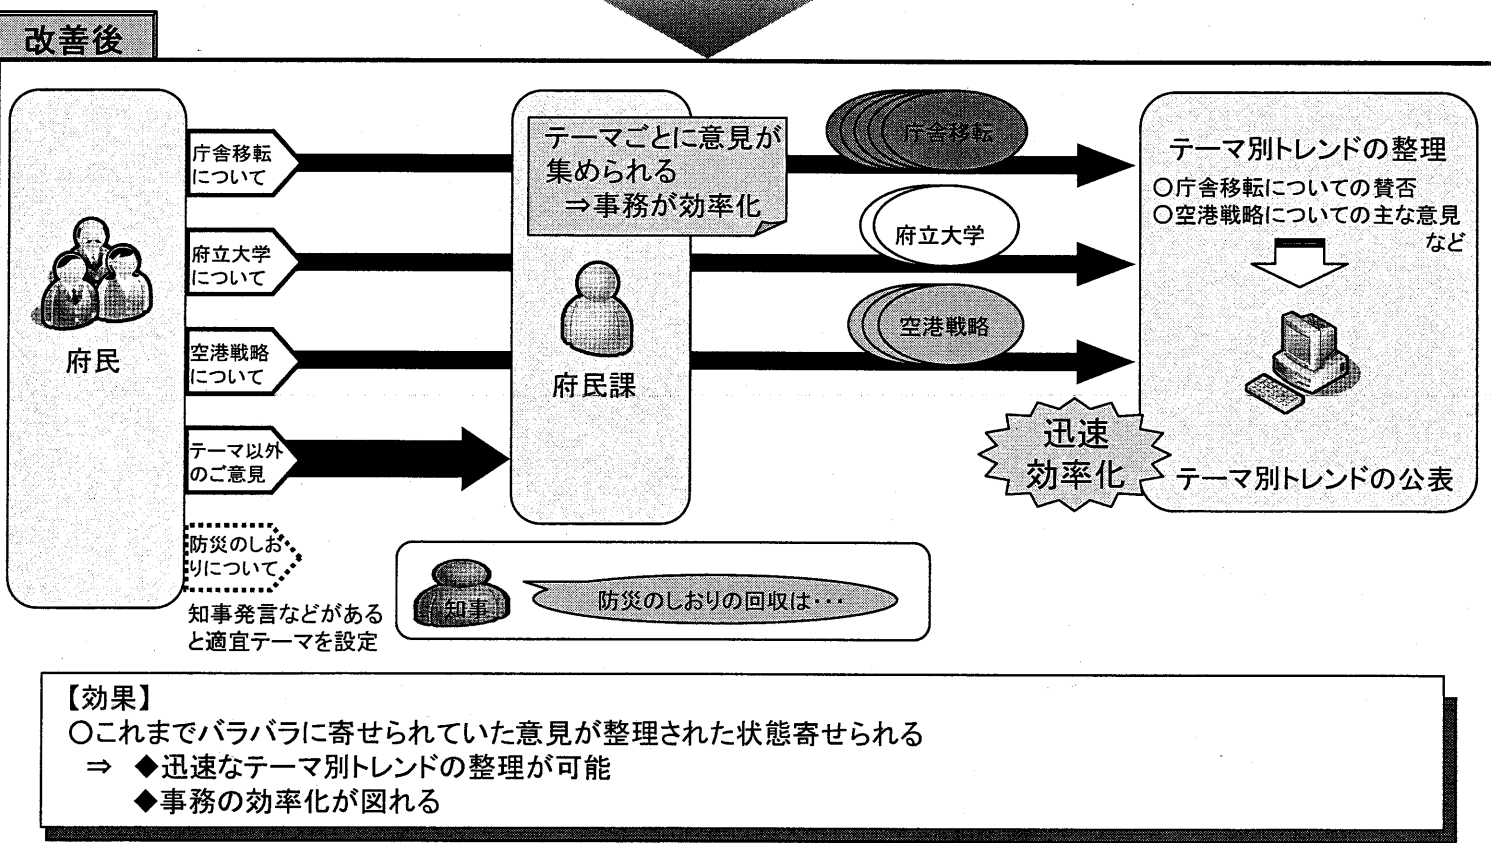 改善後
府民
庁舎移転
について
府立大学
について
空港戦略
について
テーマ以外
のご意見
防災のしお
りについて
知事発言などがある
と適宜テーマを設定
テーマごとに意見が
集められる
⇒事務が効率化
府民課
庁舎移転
府立大学
空港戦略
迅速
効率化
テーマ別トレンドの整理
○庁舎移転についての賛否
○空港戦略についての主な意見
など
テーマ別トレンドの公表
知事
防災のしおりの回収は・・・
【効果】
○これまでバラバラに寄せられていた意見が整理された状態寄せられる
⇒ ◆迅速なテーマ別トレンドの整理が可能
◆事務の効率化が図れる